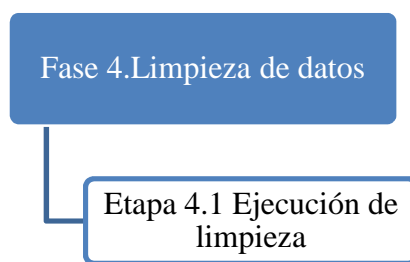 Fase 4.Limpieza de datos
Etapa 4.1 Ejecución de
limpieza